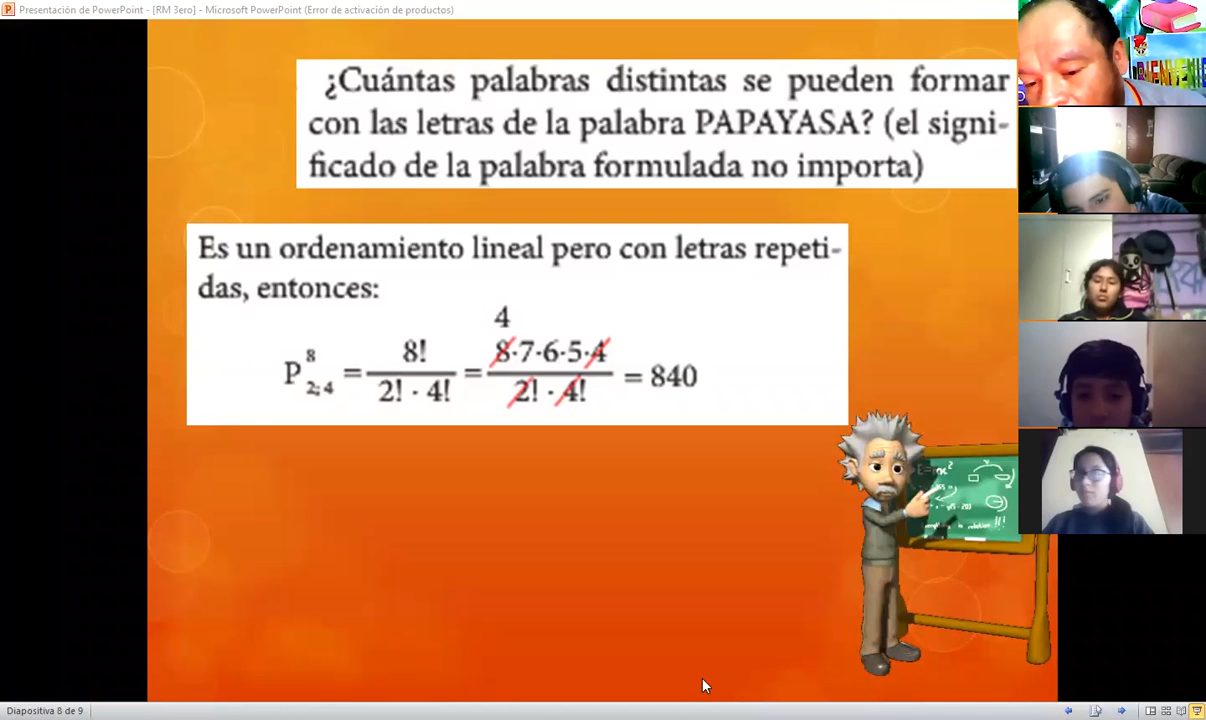 Presentación de PowerPoint - [RM 3ero] - Microsoft PowerPoint (Error de activación de productos)
¿Cuántas palabras distintas se pueden formar
con las letras de la palabra PAPAYASA? (el signi-
ficado de la palabra formulada no importa)
Es un ordenamiento lineal pero con letras repeti-
das, entonces:
4
P 8 2; 4 = 8! / 2! · 4! = 8·7·6·5·4 / 2! · 4! = 840
Diapositiva 8 de 9